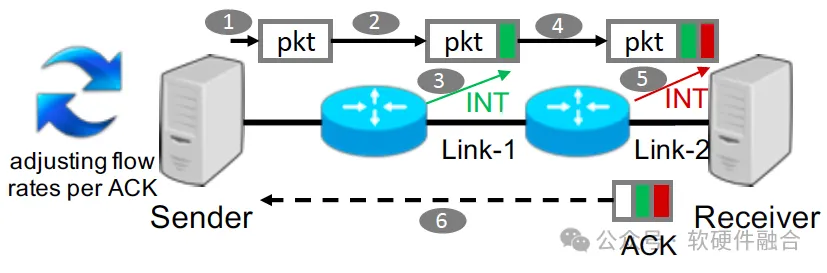 1
pkt
2
pkt
4
pkt
3
INT
5
INT
Link-1
Link-2
adjusting flow
rates per ACK
Sender
6
ACK
Receiver
公众号 · 软硬件融合